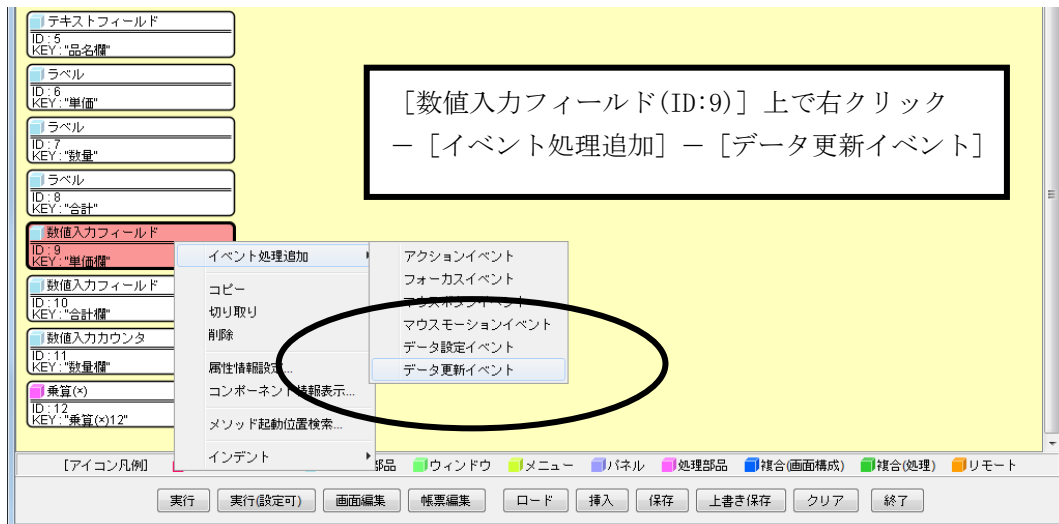 テキストフィールド
ID:5
KEY:"品名欄"
ラベル
ID:6
KEY:"単価"
ラベル
ID:7
KEY:"数量"
ラベル
ID:8
KEY:"合計"
数値入力フィールド
ID:9
KEY:"単価欄"
数値入力フィールド
ID:10
KEY:"合計欄"
数値入力カウンタ
ID:11
KEY:"数量欄"
乗算(×)
ID:12
KEY:"乗算(×)12"
[数値入力フィールド(ID:9)] 上で右クリック
－[イベント処理追加]－[データ更新イベント]
イベント処理追加
コピー
切り取り
削除
属性情報設定...
コンポーネント情報表示...
メソッド起動位置検索...
インデント
アクションイベント
フォーカスイベント
マウスボタンイベント
マウスモーションイベント
データ設定イベント
データ更新イベント
[アイコン凡例] 部品 ウィンドウ メニュー パネル 処理部品 複合(画面構成) 複合(処理) リモート
実行 実行(設定可) 画面編集 帳票編集 ロード 挿入 保存 上書き保存 クリア 終了